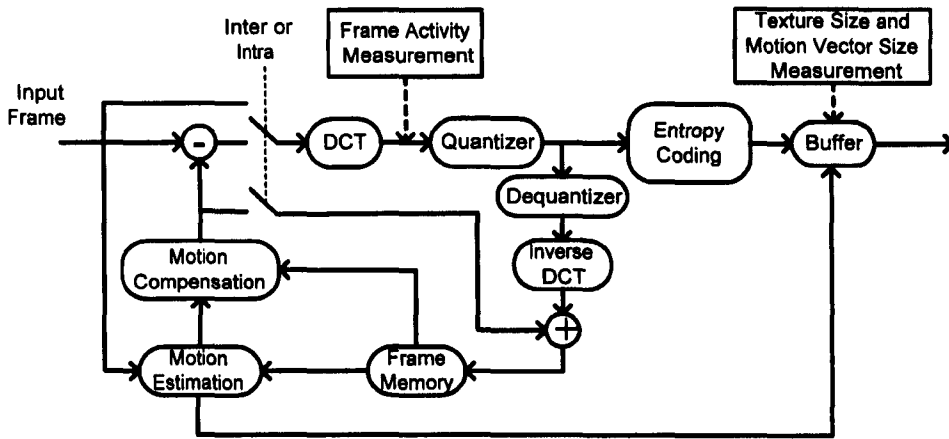 Inter or
Intra
Frame Activity
Measurement
Texture Size and
Motion Vector Size
Measurement
Input
Frame
-
DCT
Quantizer
Entropy
Coding
Buffer
Dequantizer
Inverse
DCT
Motion
Compensation
+
Motion
Estimation
Frame
Memory